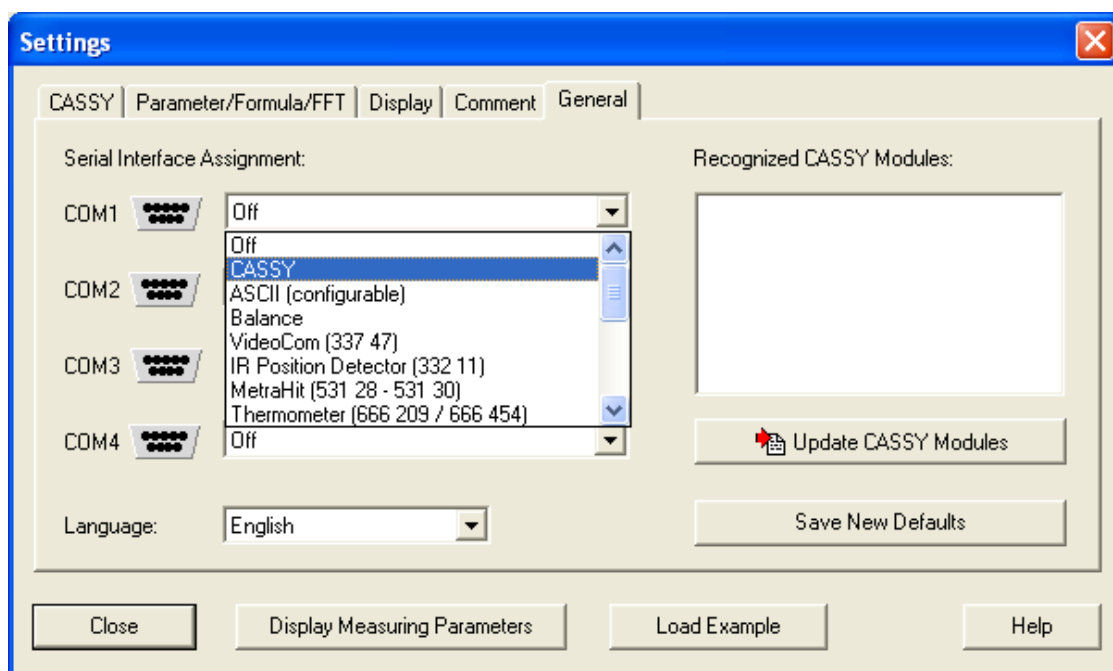 Settings
CASSY
Parameter/Formula/FFT
Display
Comment
General
Serial Interface Assignment:
Recognized CASSY Modules:
COM1
Off
Off
CASSY
COM2
ASCII (configurable)
Balance
VideoCom (337 47)
COM3
IR Position Detector (332 11)
MetraHit (531 28 - 531 30)
Thermometer (666 209 / 666 454)
COM4
Off
Update CASSY Modules
Language:
English
Save New Defaults
Close
Display Measuring Parameters
Load Example
Help